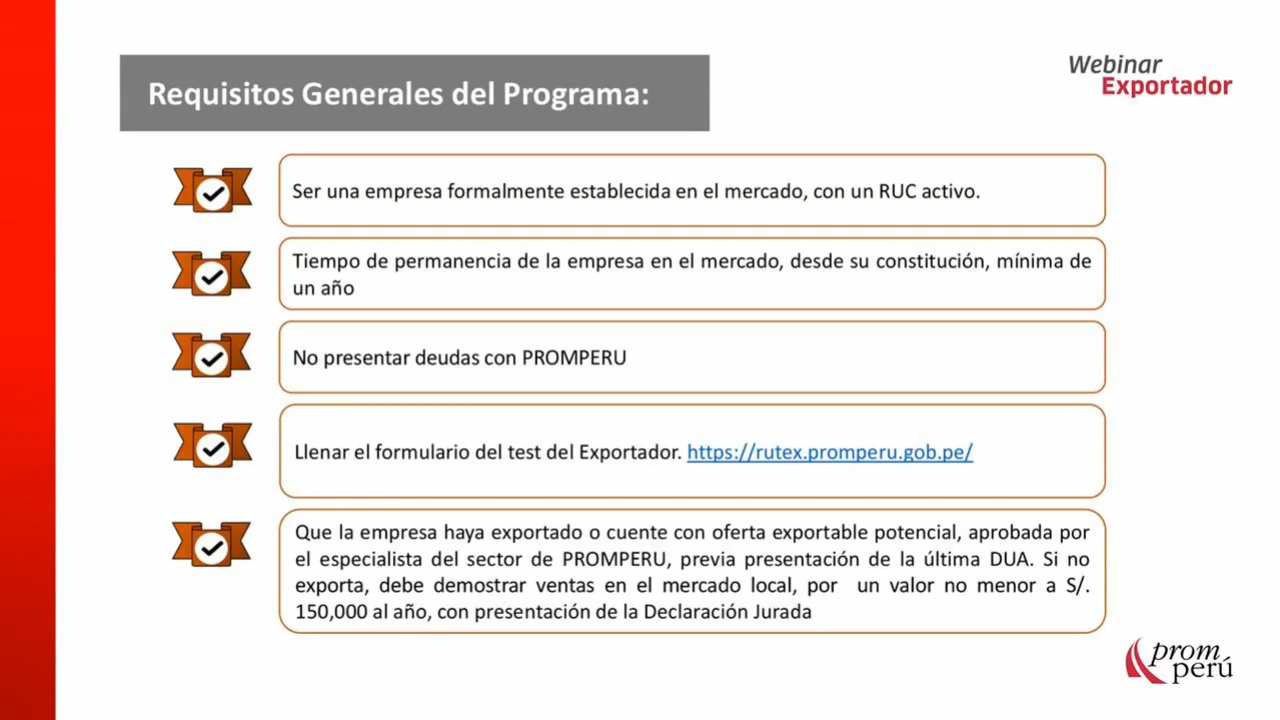 Requisitos Generales del Programa:
Webinar
Exportador
Ser una empresa formalmente establecida en el mercado, con un RUC activo.
Tiempo de permanencia de la empresa en el mercado, desde su constitución, mínima de
un año
No presentar deudas con PROMPERU
Llenar el formulario del test del Exportador. https://rutex.promperu.gob.pe/
Que la empresa haya exportado o cuente con oferta exportable potencial, aprobada por
el especialista del sector de PROMPERU, previa presentación de la última DUA. Si no
exporta, debe demostrar ventas en el mercado local, por un valor no menor a S/.
150,000 al año, con presentación de la Declaración Jurada
prom
perú